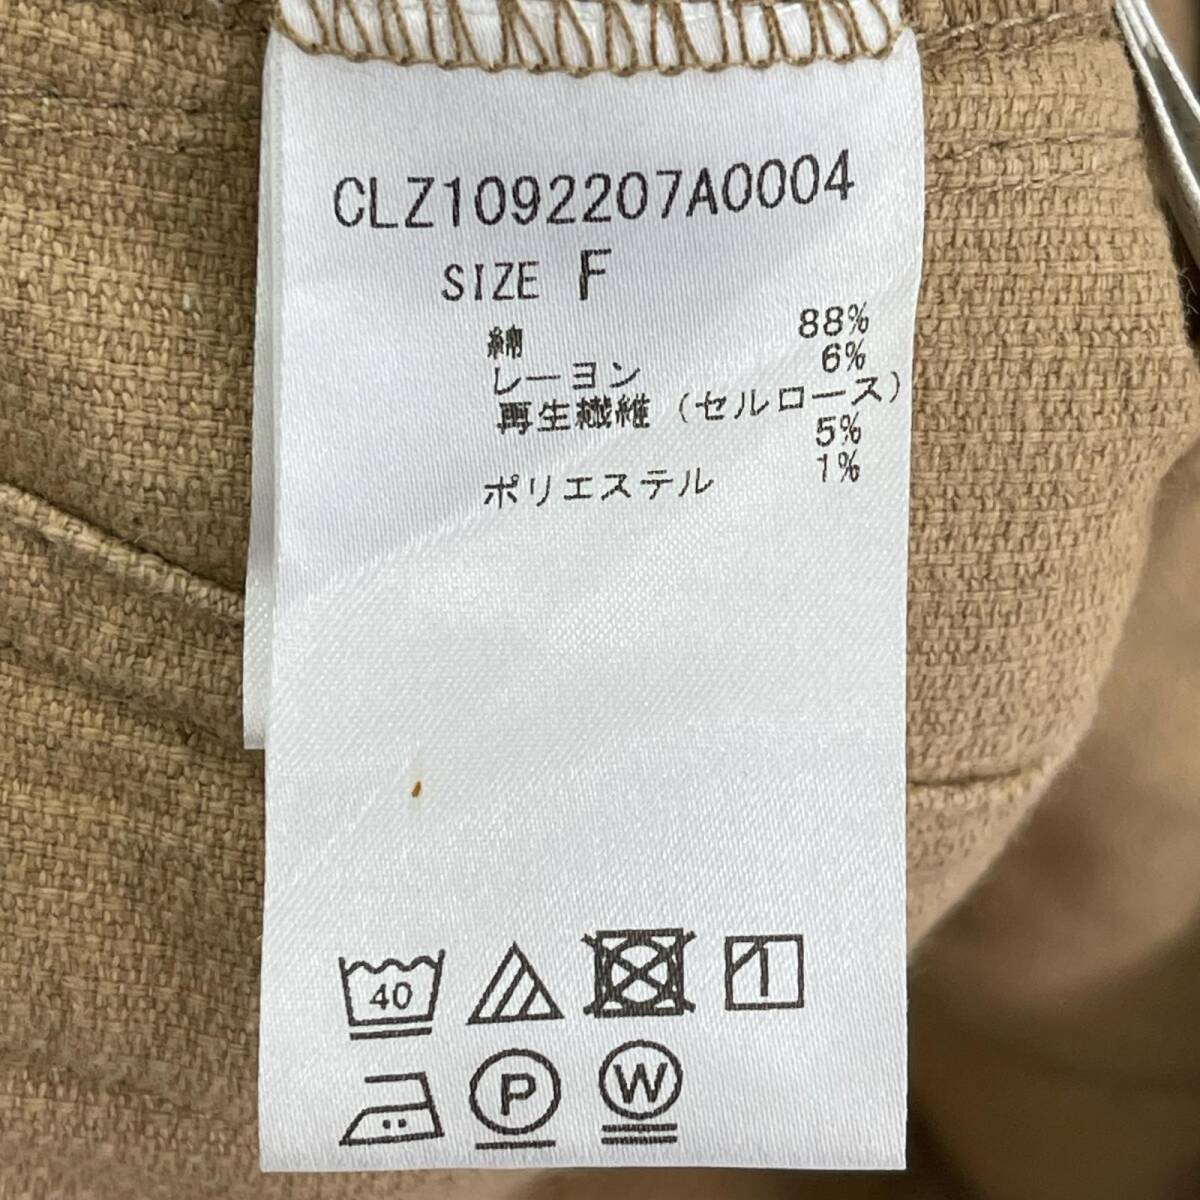 CLZ1092207A0004
SIZE F
綿 88%
レーヨン 6%
再生繊維（セルロース）
5%
ポリエステル 1%
40
1
P
W